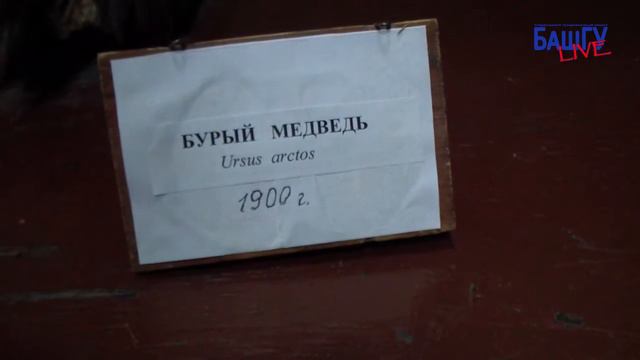 БашГУ
LIVE
БУРЫЙ МЕДВЕДЬ
Ursus arctos
1900 г.